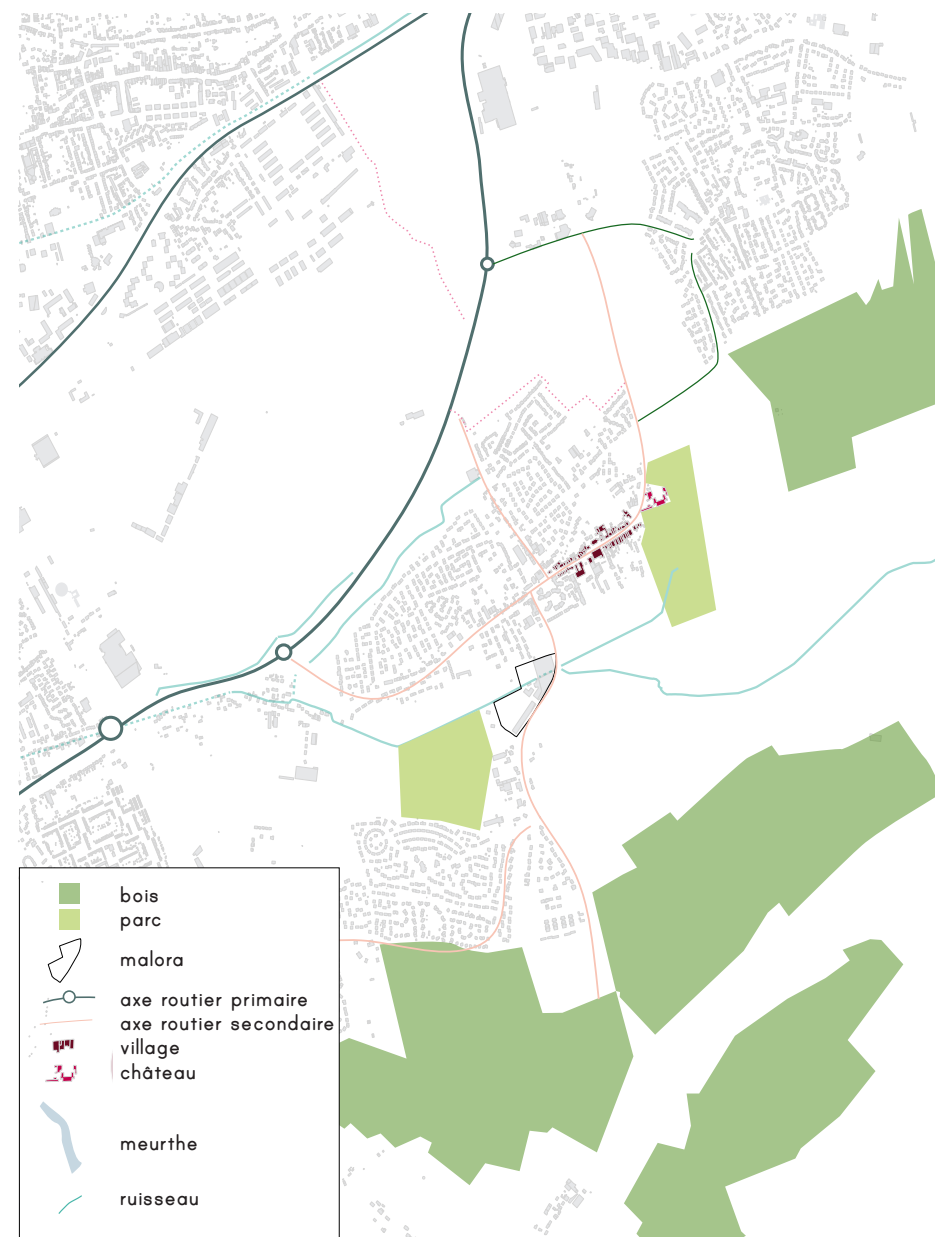 bois
parc
malora
axe routier primaire
axe routier secondaire
village
château
meurthe
ruisseau